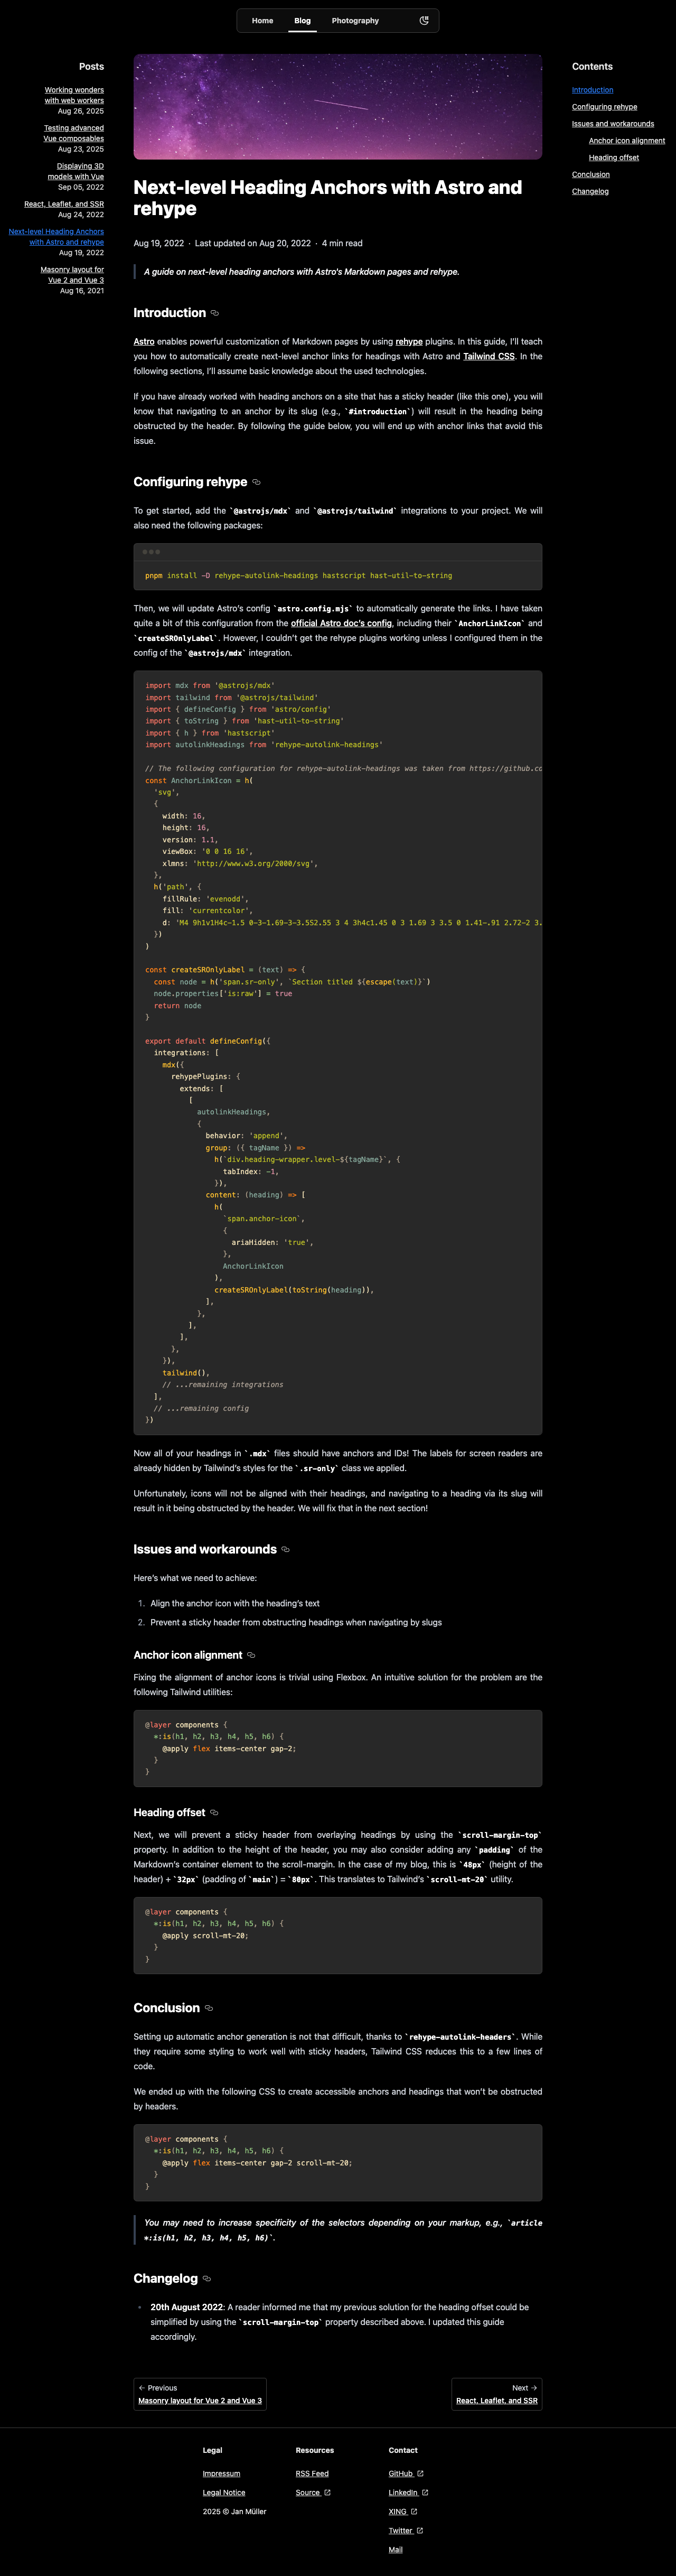 Home Blog Photography
Posts
Working wonders
with web workers
Aug 26, 2025
Testing advanced
Vue composables
Aug 23, 2025
Displaying 3D
models with Vue
Sep 05, 2022
React, Leaflet, and SSR
Aug 24, 2022
Next-level Heading Anchors
with Astro and rehype
Aug 19, 2022
Masonry layout for
Vue 2 and Vue 3
Aug 16, 2021
Contents
Introduction
Configuring rehype
Issues and workarounds
Anchor icon alignment
Heading offset
Conclusion
Changelog
Next-level Heading Anchors with Astro and
rehype
Aug 19, 2022 · Last updated on Aug 20, 2022 · 4 min read
A guide on next-level heading anchors with Astro's Markdown pages and rehype.
Introduction
Astro enables powerful customization of Markdown pages by using rehype plugins. In this guide, I’ll teach
you how to automatically create next-level anchor links for headings with Astro and Tailwind CSS. In the
following sections, I’ll assume basic knowledge about the used technologies.
If you have already worked with heading anchors on a site that has a sticky header (like this one), you will
know that navigating to an anchor by its slug (e.g., `#introduction`) will result in the heading being
obstructed by the header. By following the guide below, you will end up with anchor links that avoid this
issue.
Configuring rehype
To get started, add the `@astrojs/mdx` and `@astrojs/tailwind` integrations to your project. We will
also need the following packages:
pnpm install -D rehype-autolink-headings hastscript hast-util-to-string
Then, we will update Astro’s config `astro.config.mjs` to automatically generate the links. I have taken
quite a bit of this configuration from the official Astro doc’s config, including their `AnchorLinkIcon` and
`createSROnlyLabel`. However, I couldn’t get the rehype plugins working unless I configured them in the
config of the `@astrojs/mdx` integration.
import mdx from '@astrojs/mdx'
import tailwind from '@astrojs/tailwind'
import { defineConfig } from 'astro/config'
import { toString } from 'hast-util-to-string'
import { h } from 'hastscript'
import autolinkHeadings from 'rehype-autolink-headings'
// The following configuration for rehype-autolink-headings was taken from https://github.co
const AnchorLinkIcon = h(
'svg',
{
width: 16,
height: 16,
version: 1.1,
viewBox: '0 0 16 16',
xlmns: 'http://www.w3.org/2000/svg',
},
h('path', {
fillRule: 'evenodd',
fill: 'currentcolor',
d: 'M4 9h1v1H4c-1.5 0-3-1.69-3-3.5S2.55 3 4 3h4c1.45 0 3 1.69 3 3.5 0 1.41-.91 2.72-2 3.
})
)
const createSROnlyLabel = (text) => {
const node = h('span.sr-only', `Section titled ${escape(text)}`)
node.properties['is:raw'] = true
return node
}
export default defineConfig({
integrations: [
mdx({
rehypePlugins: {
extends: [
[
autolinkHeadings,
{
behavior: 'append',
group: ({ tagName }) =>
h(`div.heading-wrapper.level-${tagName}`, {
tabIndex: -1,
}),
content: (heading) => [
h(
`span.anchor-icon`,
{
ariaHidden: 'true',
},
AnchorLinkIcon
),
createSROnlyLabel(toString(heading)),
],
},
],
],
},
}),
tailwind(),
// ...remaining integrations
],
// ...remaining config
})
Now all of your headings in `.mdx` files should have anchors and IDs! The labels for screen readers are
already hidden by Tailwind’s styles for the `.sr-only` class we applied.
Unfortunately, icons will not be aligned with their headings, and navigating to a heading via its slug will
result in it being obstructed by the header. We will fix that in the next section!
Issues and workarounds
Here’s what we need to achieve:
1. Align the anchor icon with the heading’s text
2. Prevent a sticky header from obstructing headings when navigating by slugs
Anchor icon alignment
Fixing the alignment of anchor icons is trivial using Flexbox. An intuitive solution for the problem are the
following Tailwind utilities:
@layer components {
*:is(h1, h2, h3, h4, h5, h6) {
@apply flex items-center gap-2;
}
}
Heading offset
Next, we will prevent a sticky header from overlaying headings by using the `scroll-margin-top`
property. In addition to the height of the header, you may also consider adding any `padding` of the
Markdown’s container element to the scroll-margin. In the case of my blog, this is `48px` (height of the
header) + `32px` (padding of `main`) = `80px`. This translates to Tailwind’s `scroll-mt-20` utility.
@layer components {
*:is(h1, h2, h3, h4, h5, h6) {
@apply scroll-mt-20;
}
}
Conclusion
Setting up automatic anchor generation is not that difficult, thanks to `rehype-autolink-headers`. While
they require some styling to work well with sticky headers, Tailwind CSS reduces this to a few lines of
code.
We ended up with the following CSS to create accessible anchors and headings that won’t be obstructed
by headers.
@layer components {
*:is(h1, h2, h3, h4, h5, h6) {
@apply flex items-center gap-2 scroll-mt-20;
}
}
You may need to increase specificity of the selectors depending on your markup, e.g., `article
*:is(h1, h2, h3, h4, h5, h6)`.
Changelog
20th August 2022: A reader informed me that my previous solution for the heading offset could be
simplified by using the `scroll-margin-top` property described above. I updated this guide
accordingly.
← Previous
Masonry layout for Vue 2 and Vue 3
Next →
React, Leaflet, and SSR
Legal
Impressum
Legal Notice
2025 © Jan Müller
Resources
RSS Feed
Source
Contact
GitHub
LinkedIn
XING
Twitter
Mail